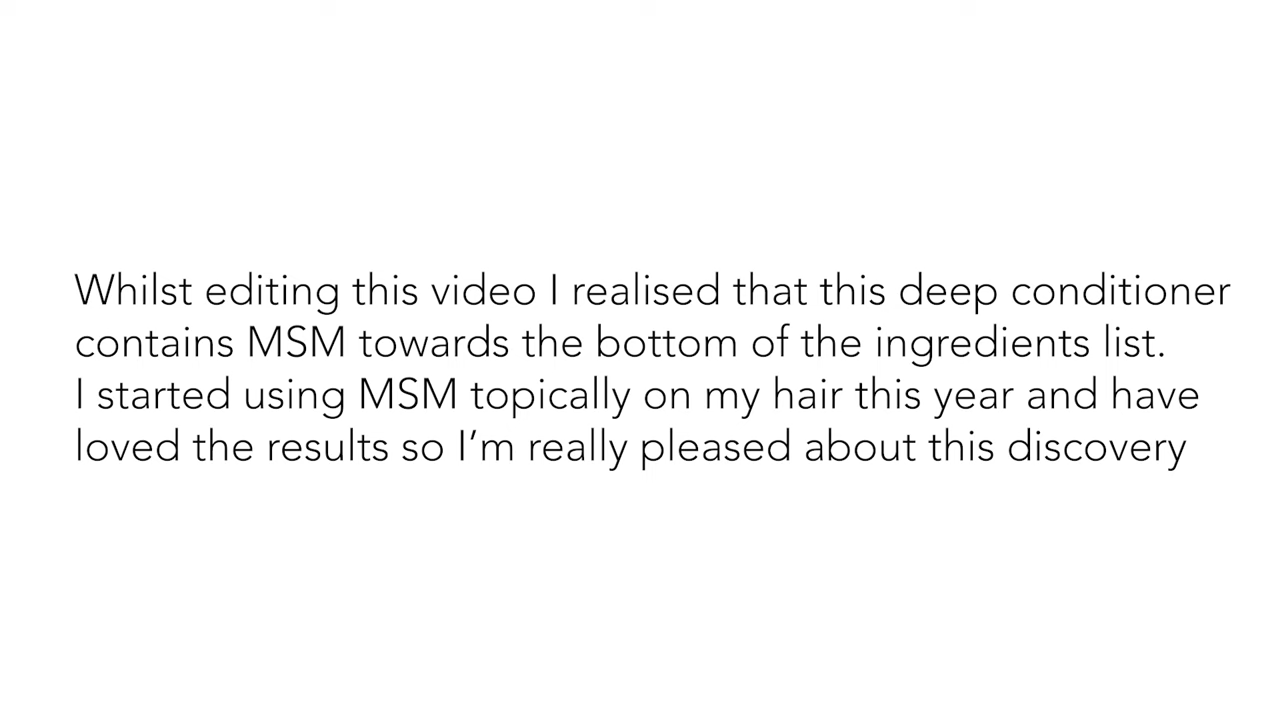 Whilst editing this video I realised that this deep conditioner
contains MSM towards the bottom of the ingredients list.
I started using MSM topically on my hair this year and have
loved the results so I’m really pleased about this discovery